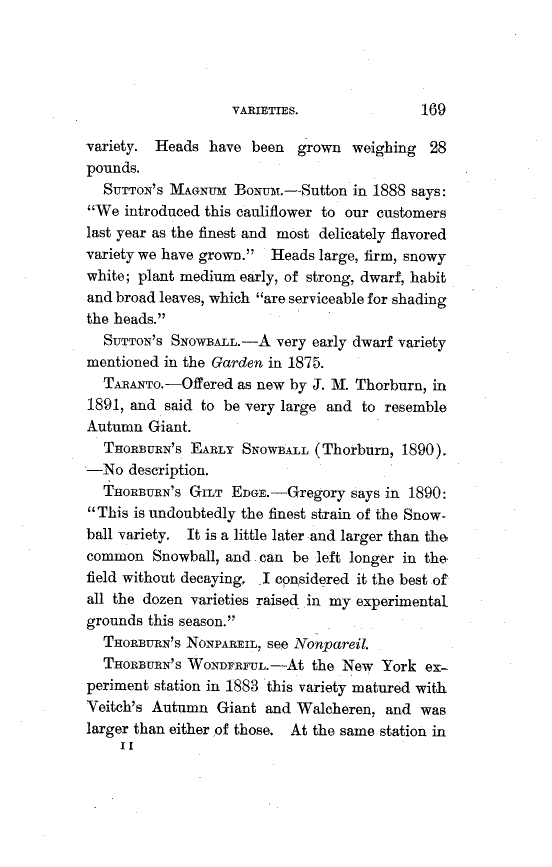 VARIETIES. 169
variety. Heads have been grown weighing 28
pounds.
SUTTON'S MAGNUM BONUM.—Sutton in 1888 says:
"We introduced this cauliflower to our customers
last year as the finest and most delicately flavored
variety we have grown." Heads large, firm, snowy
white; plant medium early, of strong, dwarf, habit
and broad leaves, which "are serviceable for shading
the heads."
SUTTON'S SNOWBALL.—A very early dwarf variety
mentioned in the Garden in 1875.
TARANTO.—Offered as new by J. M. Thorburn, in
1891, and said to be very large and to resemble
Autumn Giant.
THORBURN'S EARLY SNOWBALL (Thorburn, 1890).
—No description.
THORBURN'S GILT EDGE.—Gregory says in 1890:
"This is undoubtedly the finest strain of the Snow-
ball variety. It is a little later and larger than the
common Snowball, and can be left longer in the
field without decaying. I considered it the best of
all the dozen varieties raised in my experimental
grounds this season."
THORBURN'S NONPAREIL, see Nonpareil.
THORBURN'S WONDERFUL.—At the New York ex-
periment station in 1883 this variety matured with
Veitch's Autumn Giant and Walcheren, and was
larger than either of those. At the same station in
II